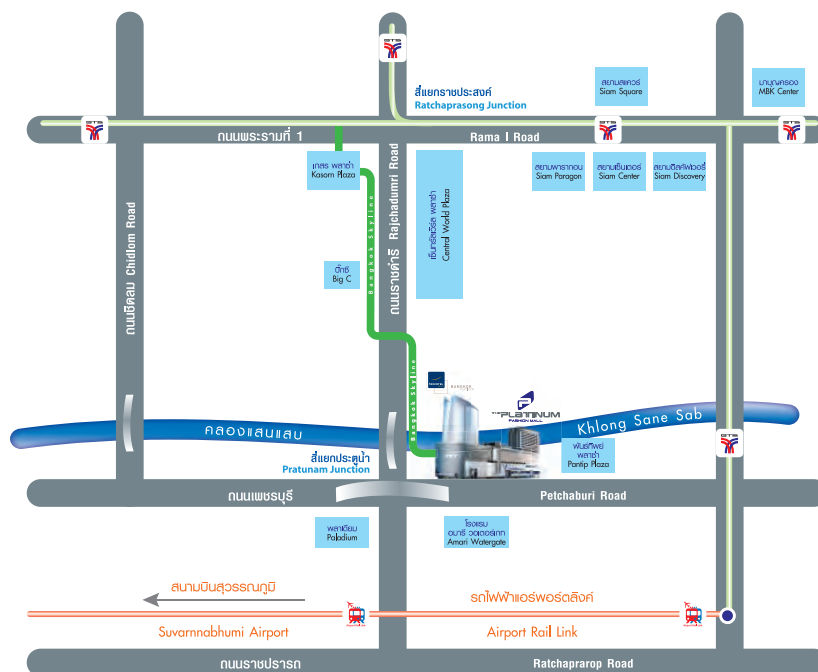 BTS
สี่แยกราชประสงค์
Ratchaprasong Junction
สยามสแควร์
Siam Square
มาบุญครอง
MBK Center
BTS
ถนนพระรามที่ 1
Rama I Road
BTS
BTS
เกสร พลาซ่า
Kasorn Plaza
สยามพารากอน
Siam Paragon
สยามเซ็นเตอร์
Siam Center
สยามดิสคัฟเวอรี่
Siam Discovery
ถนนชิดลม Chidlom Road
Bangkok Skyline
ถนนราชดำริ Rajchadumri Road
เซ็นทรัลเวิร์ล พลาซ่า
Central World Plaza
บิ๊กซี
Big C
Bangkok Skyline
THE PLATINUM
FASHION MALL
คลองแสนแสบ
Khlong Sane Sab
BTS
สี่แยกประตูน้ำ
Pratunam Junction
พันธ์ทิพย์
พลาซ่า
Pantip Plaza
ถนนเพชรบุรี
Petchaburi Road
พลาเดียม
Paladium
โรงแรม
อมารี วอเตอร์เกท
Amari Watergate
สนามบินสุวรรณภูมิ
รถไฟฟ้าแอร์พอร์ตลิงค์
Suvarnnabhumi Airport
Airport Rail Link
ถนนราชปรารถ
Ratchaprarop Road